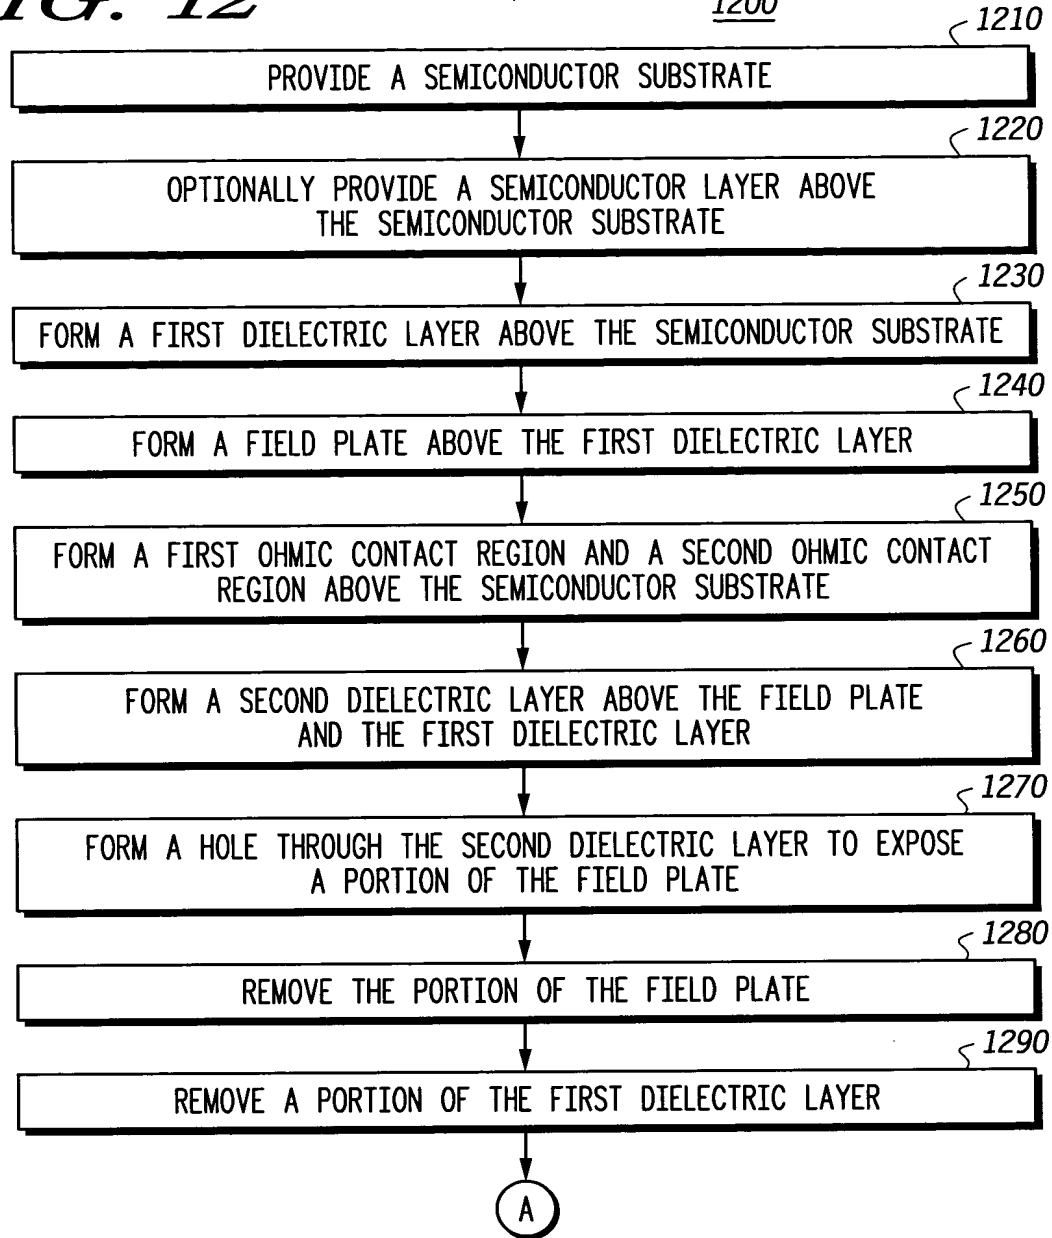 FIG. 12
1200
1210
PROVIDE A SEMICONDUCTOR SUBSTRATE
1220
OPTIONALLY PROVIDE A SEMICONDUCTOR LAYER ABOVE
THE SEMICONDUCTOR SUBSTRATE
1230
FORM A FIRST DIELECTRIC LAYER ABOVE THE SEMICONDUCTOR SUBSTRATE
1240
FORM A FIELD PLATE ABOVE THE FIRST DIELECTRIC LAYER
1250
FORM A FIRST OHMIC CONTACT REGION AND A SECOND OHMIC CONTACT
REGION ABOVE THE SEMICONDUCTOR SUBSTRATE
1260
FORM A SECOND DIELECTRIC LAYER ABOVE THE FIELD PLATE
AND THE FIRST DIELECTRIC LAYER
1270
FORM A HOLE THROUGH THE SECOND DIELECTRIC LAYER TO EXPOSE
A PORTION OF THE FIELD PLATE
1280
REMOVE THE PORTION OF THE FIELD PLATE
1290
REMOVE A PORTION OF THE FIRST DIELECTRIC LAYER
A